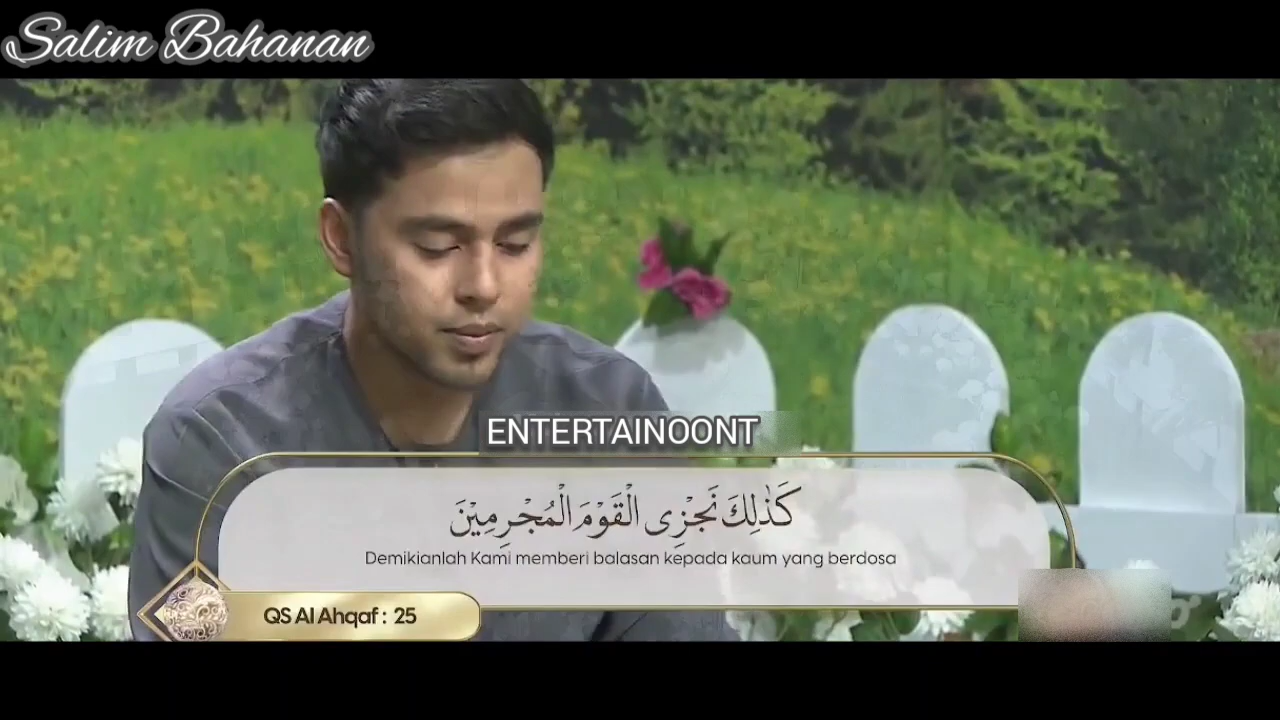 Salim Bahanan
ENTERTAINOONT
كَذٰلِكَ نَجْزِى الْقَوْمَ الْمُجْرِمِيْنَ
Demikianlah Kami memberi balasan kepada kaum yang berdosa
QS Al Ahqaf : 25